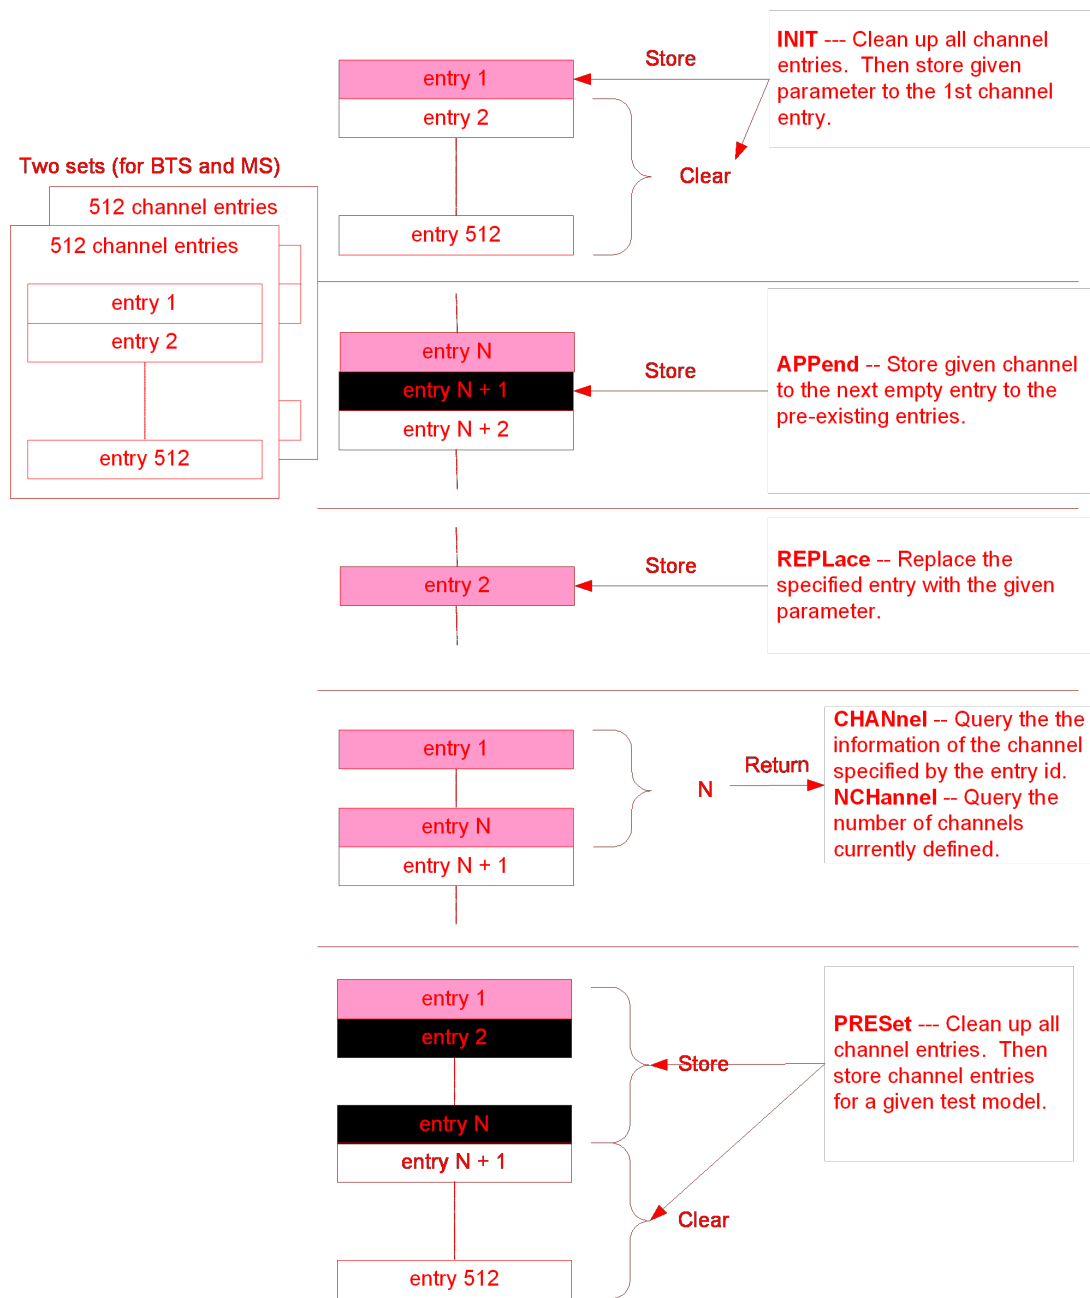 Two sets (for BTS and MS)
512 channel entries
512 channel entries
entry 1
entry 2
entry 512
entry 1
entry 2
entry 512
Store
Clear
INIT --- Clean up all channel
entries. Then store given
parameter to the 1st channel
entry.
entry N
entry N + 1
entry N + 2
Store
APPend -- Store given channel
to the next empty entry to the
pre-existing entries.
entry 2
Store
REPLace -- Replace the
specified entry with the given
parameter.
entry 1
entry N
entry N + 1
N
Return
CHANnel -- Query the the
information of the channel
specified by the entry id.
NCHannel -- Query the
number of channels
currently defined.
entry 1
entry 2
entry N
entry N + 1
entry 512
Store
Clear
PRESet --- Clean up all
channel entries. Then
store channel entries
for a given test model.